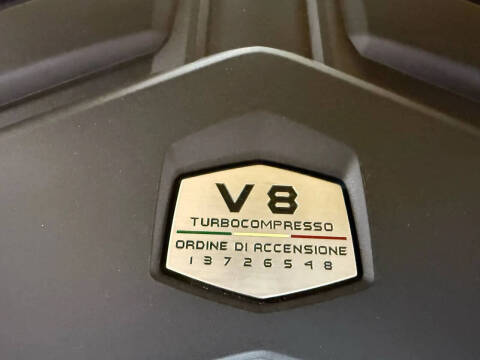 V8
TURBOCOMPRESSO
ORDINE DI ACCENSIONE
1 3 7 2 6 5 4 8